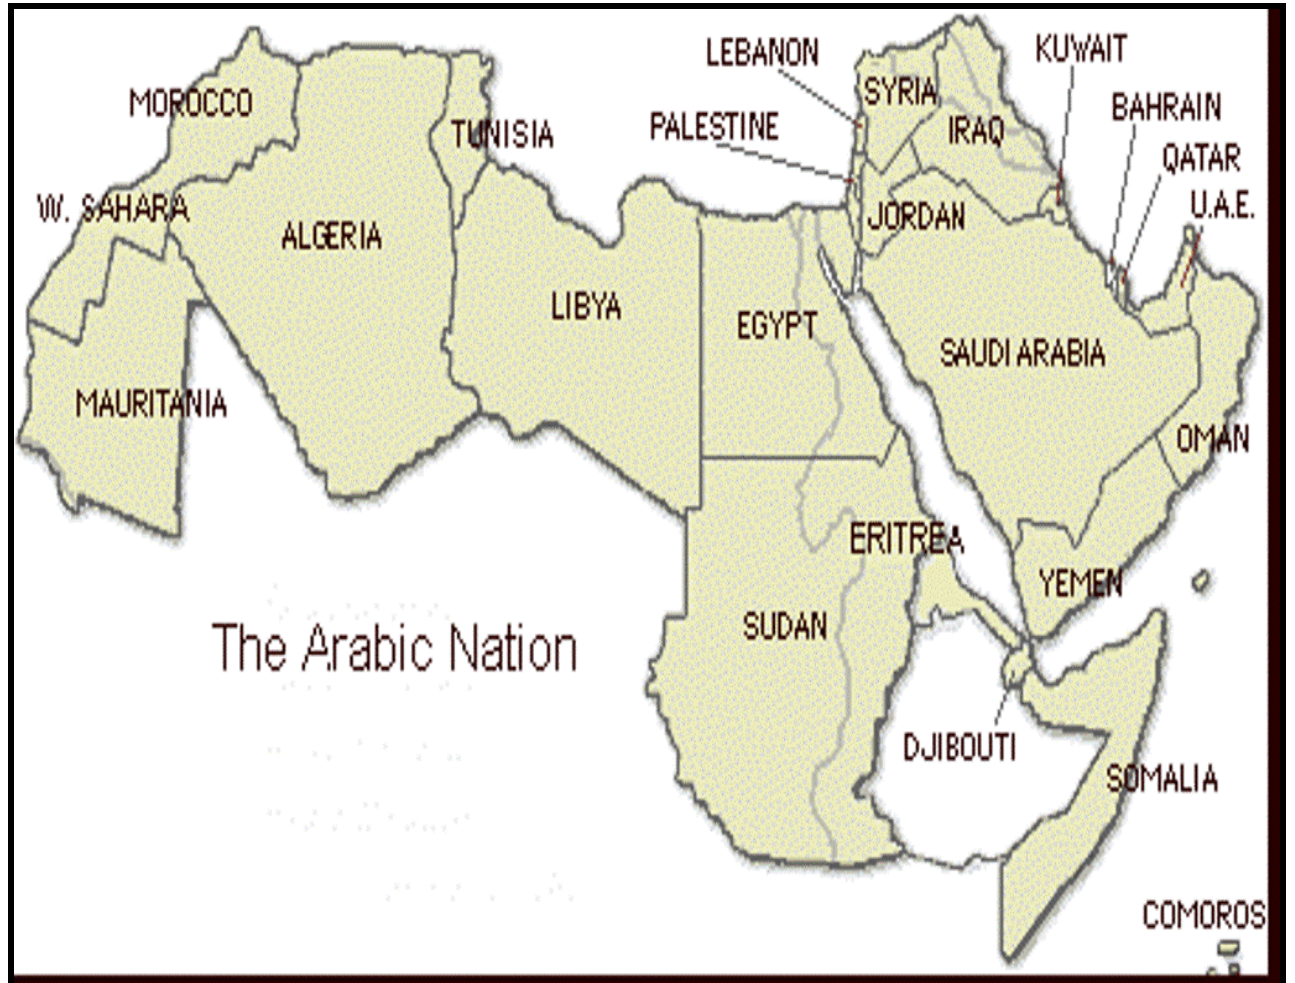 LEBANON
KUWAIT
SYRIA
MOROCCO
BAHRAIN
PALESTINE
TUNISIA
IRAQ
QATAR
W. SAHARA
U.A.E.
JORDAN
ALGERIA
LIBYA
EGYPT
SAUDI ARABIA
MAURITANIA
OMAN
ERITREA
YEMEN
SUDAN
The Arabic Nation
DJIBOUTI
SOMALIA
COMOROS